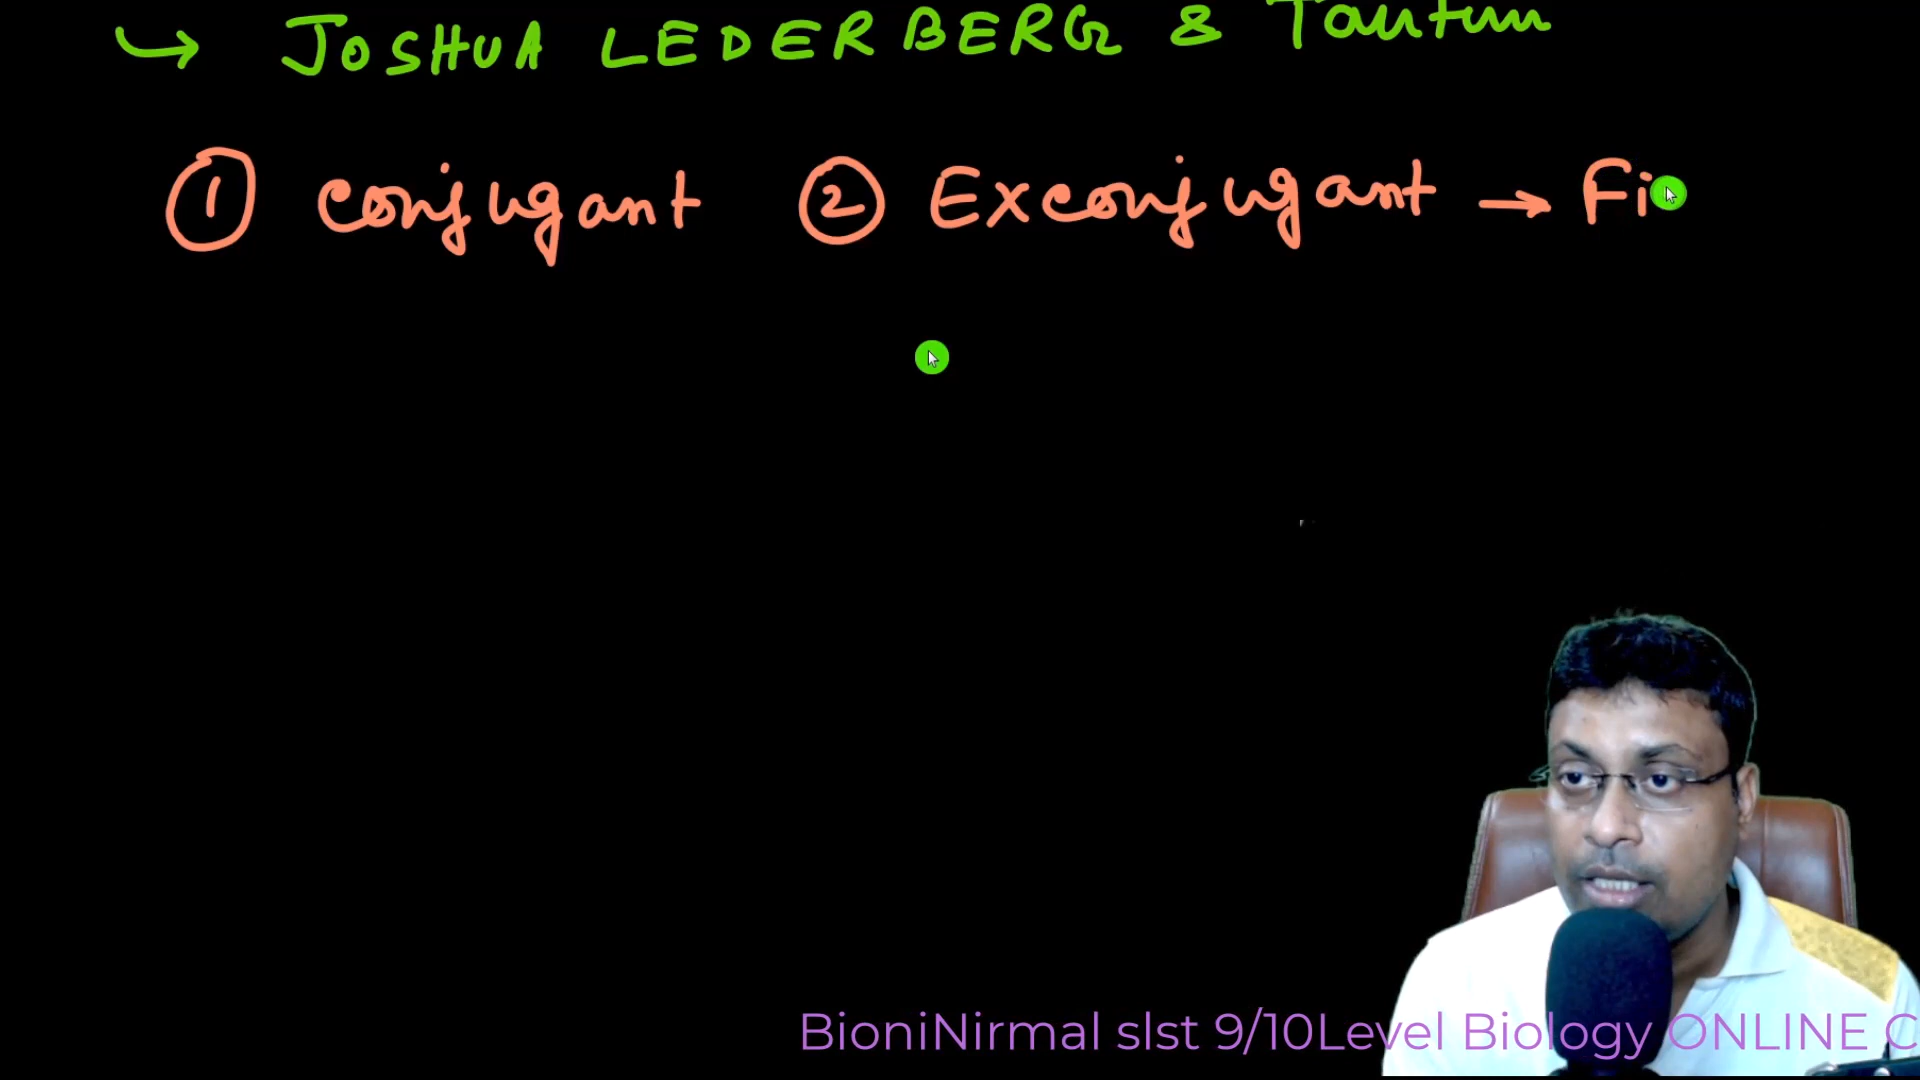 ↪ JOSHUA LEDERBERG & Tautum
① Conjugant ② Exconjugant → Fi
BioniNirmal slst 9/10Level Biology ONLINE C